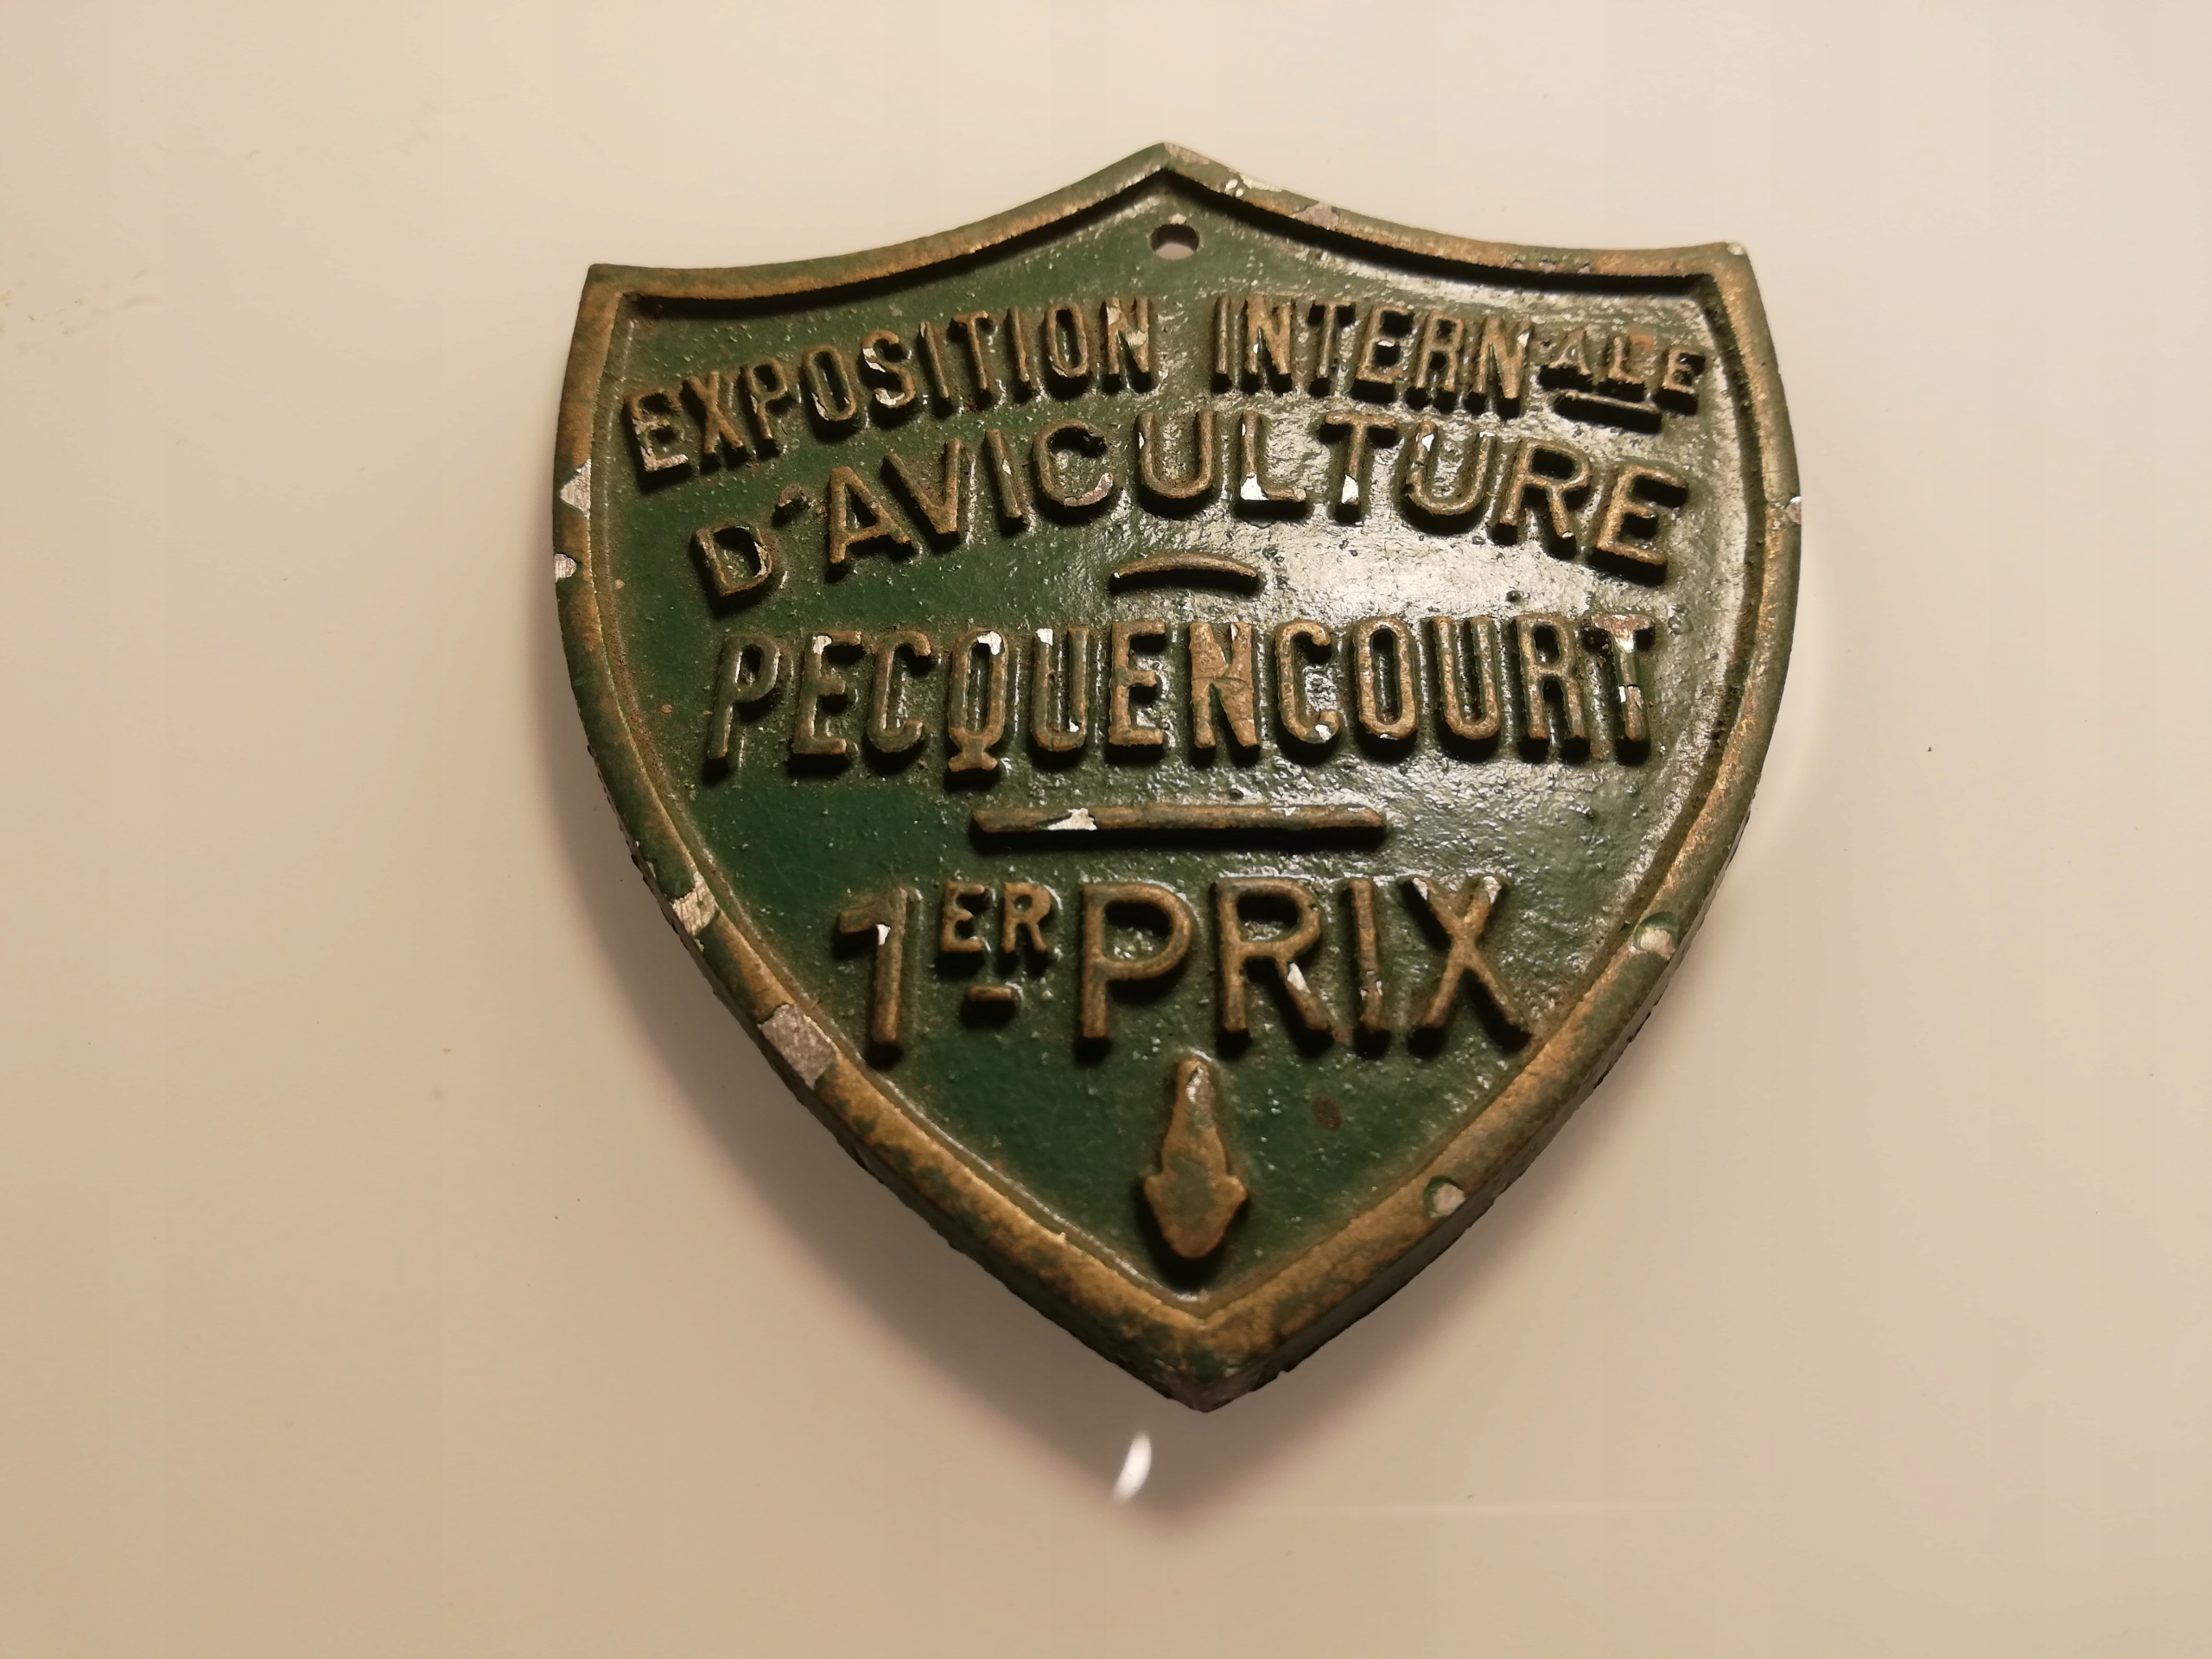 EXPOSITION INTERNALE
D'AVICULTURE
PECQUENCOURT
1ER PRIX